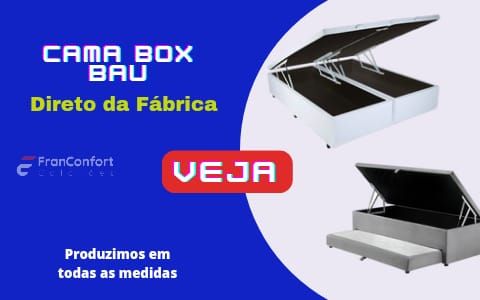 CAMA BOX
BAU
Direto da Fábrica
FranConfort
VEJA
Produzimos em
todas as medidas